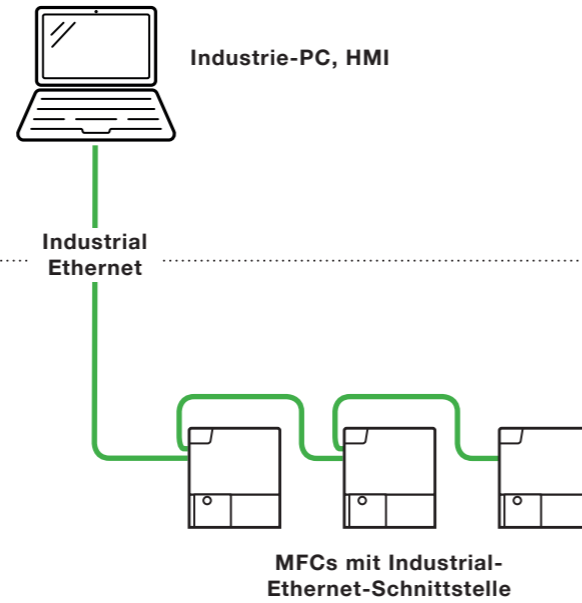 Industrie-PC, HMI
Industrial
Ethernet
MFCs mit Industrial-
Ethernet-Schnittstelle